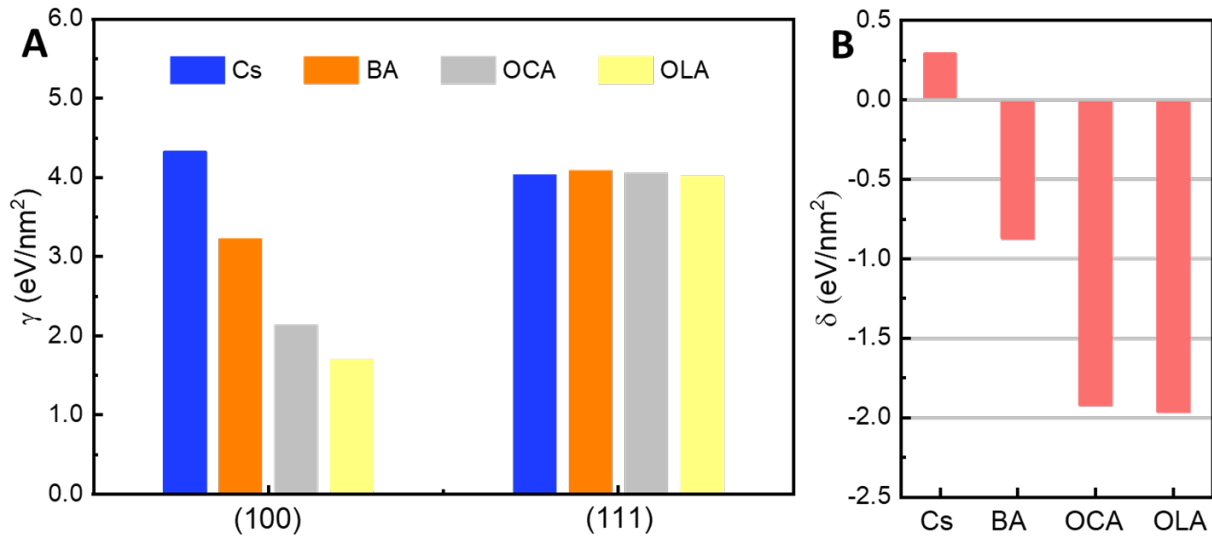 A
Cs
BA
OCA
OLA
6.0
5.0
4.0
3.0
2.0
1.0
0.0
γ (eV/nm²)
(100)
(111)
B
0.5
0.0
-0.5
-1.0
-1.5
-2.0
-2.5
δ (eV/nm²)
Cs
BA
OCA
OLA